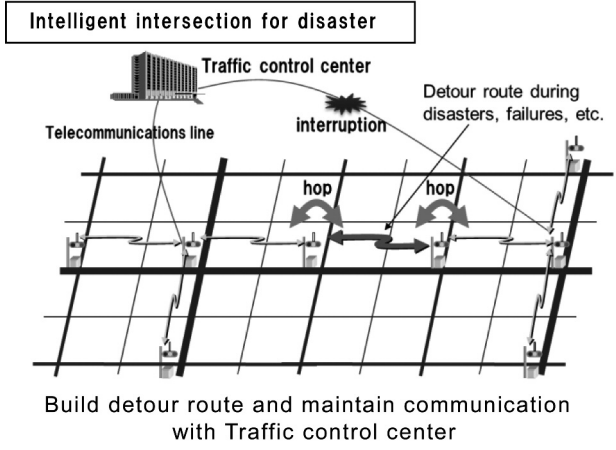 Intelligent intersection for disaster
Traffic control center
Detour route during
disasters, failures, etc.
interruption
Telecommunications line
hop
hop
Build detour route and maintain communication
with Traffic control center